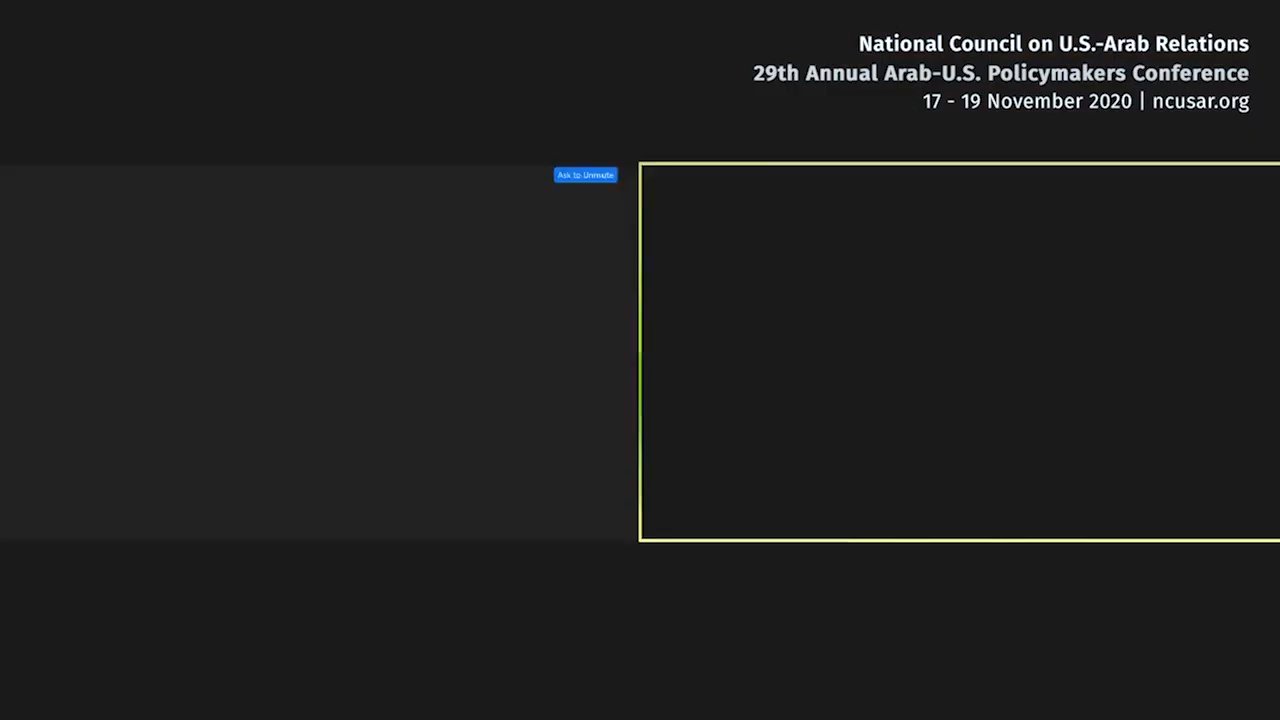 National Council on U.S.-Arab Relations
29th Annual Arab-U.S. Policymakers Conference
17 - 19 November 2020 | ncusar.org
Ask to Unmute